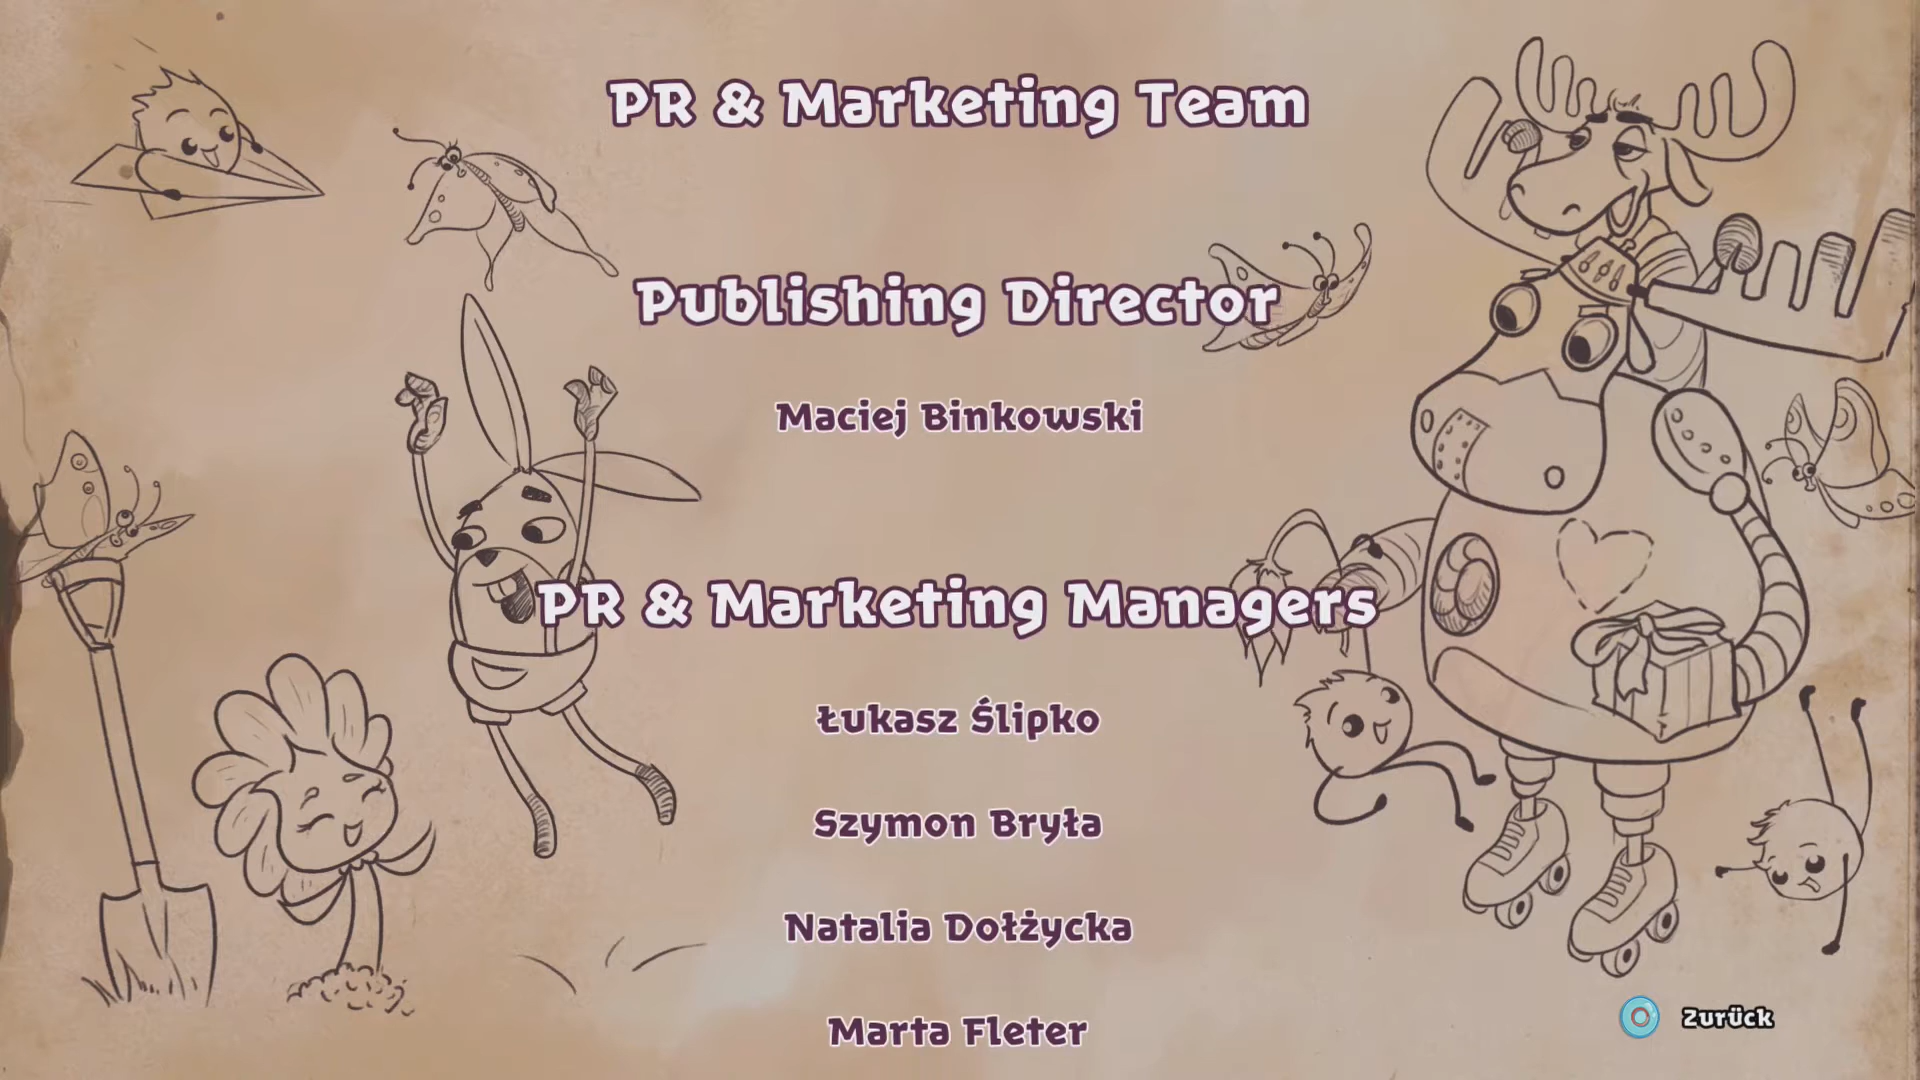 PR & Marketing Team
Publishing Director
Maciej Binkowski
PR & Marketing Managers
Łukasz Ślipko
Szymon Bryła
Natalia Dołżycka
Marta Fleter
Zurück